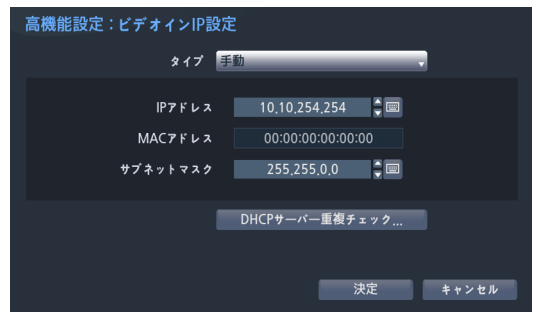 高機能設定：ビデオインIP設定
タイプ 手動
IPアドレス 10.10.254.254
MACアドレス 00:00:00:00:00:00
サブネットマスク 255.255.0.0
DHCPサーバー重複チェック...
決定 キャンセル